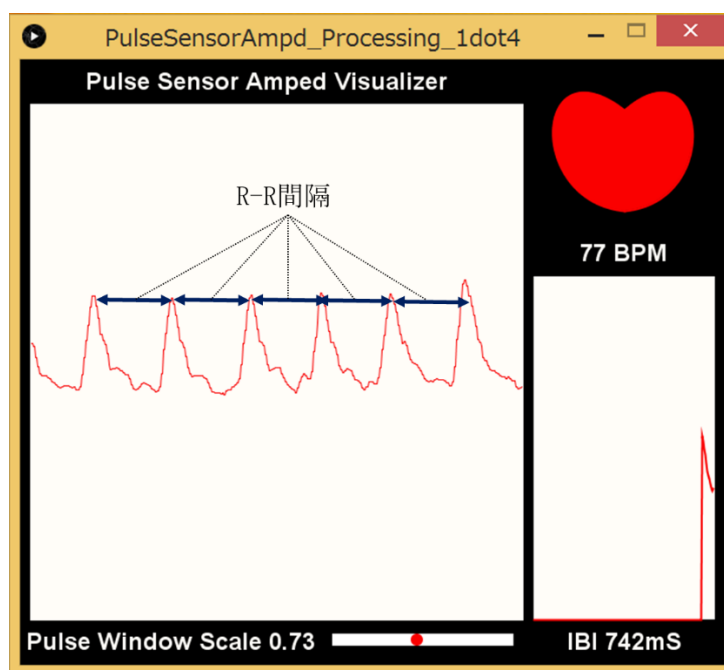 PulseSensorAmpd_Processing_1dot4
Pulse Sensor Amped Visualizer
R-R間隔
77 BPM
Pulse Window Scale 0.73
IBI 742mS